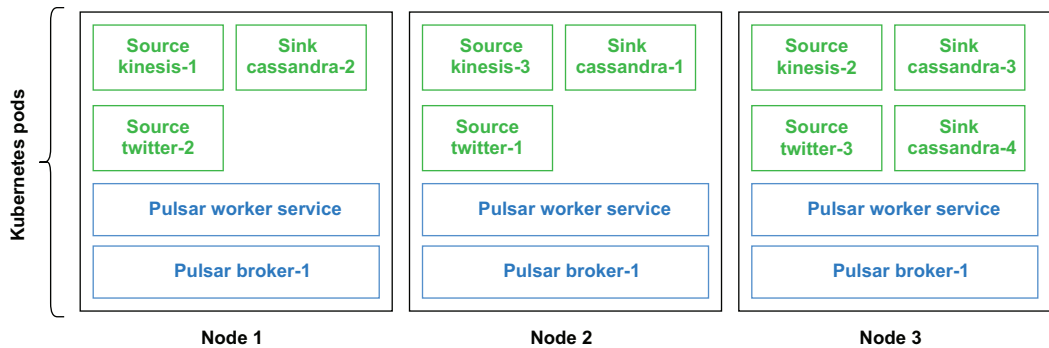 Kubernetes pods
Source
kinesis-1
Sink
cassandra-2
Source
twitter-2
Pulsar worker service
Pulsar broker-1
Node 1
Source
kinesis-3
Sink
cassandra-1
Source
twitter-1
Pulsar worker service
Pulsar broker-1
Node 2
Source
kinesis-2
Sink
cassandra-3
Source
twitter-3
Sink
cassandra-4
Pulsar worker service
Pulsar broker-1
Node 3